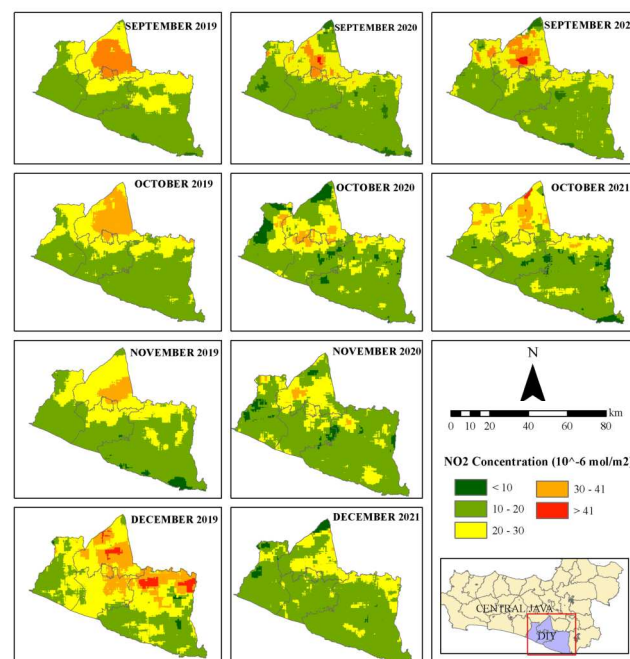 SEPTEMBER 2019
SEPTEMBER 2020
SEPTEMBER 202
OCTOBER 2019
OCTOBER 2020
OCTOBER 2021
NOVEMBER 2019
NOVEMBER 2020
N
0 10 20 40 60 80
km
NO2 Concentration (10^-6 mol/m2)
< 10
30 - 41
10 - 20
> 41
20 - 30
DECEMBER 2019
DECEMBER 2021
CENTRAL JAVA
DIY